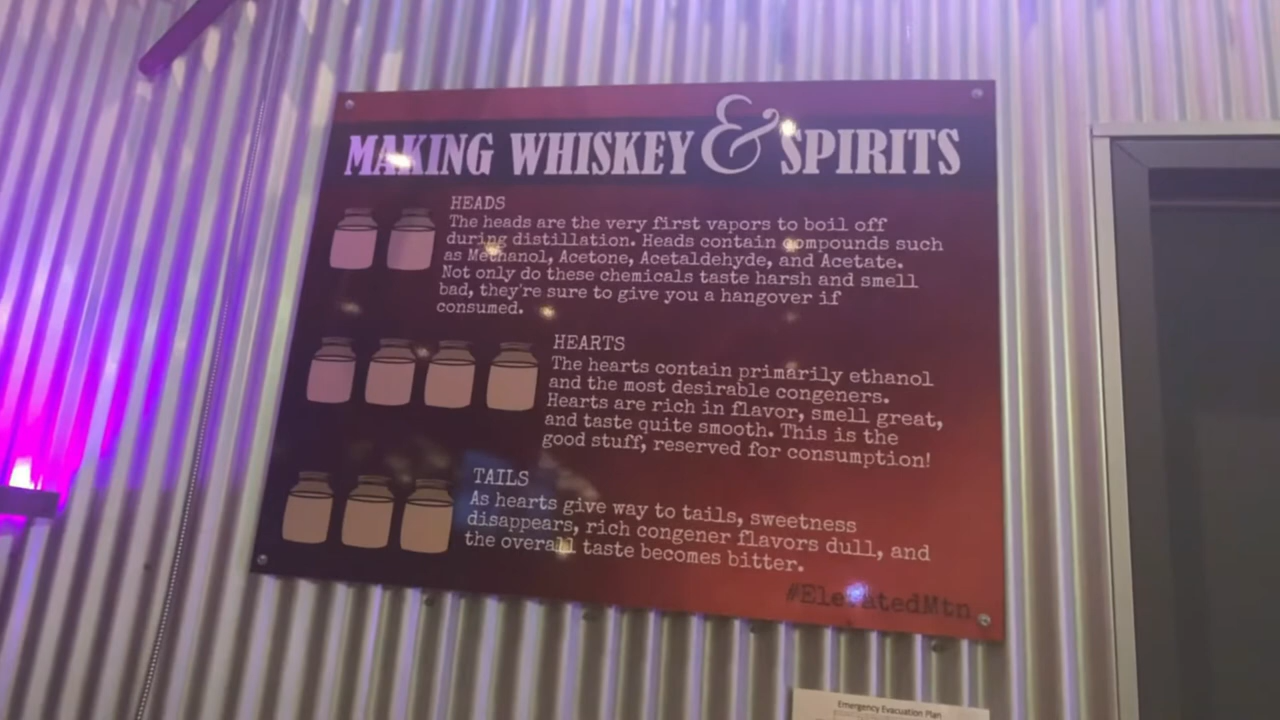 MAKING WHISKEY & SPIRITS
HEADS
The heads are the very first vapors to boil off
during distillation. Heads contain compounds such
as Methanol, Acetone, Acetaldehyde, and Acetate.
Not only do these chemicals taste harsh and smell
bad, they're sure to give you a hangover if
consumed.
HEARTS
The hearts contain primarily ethanol
and the most desirable congeners.
Hearts are rich in flavor, smell great,
and taste quite smooth. This is the
good stuff, reserved for consumption!
TAILS
As hearts give way to tails, sweetness
disappears, rich congener flavors dull, and
the overall taste becomes bitter.
#ElevatedMtn
Emergency Evacuation Plan